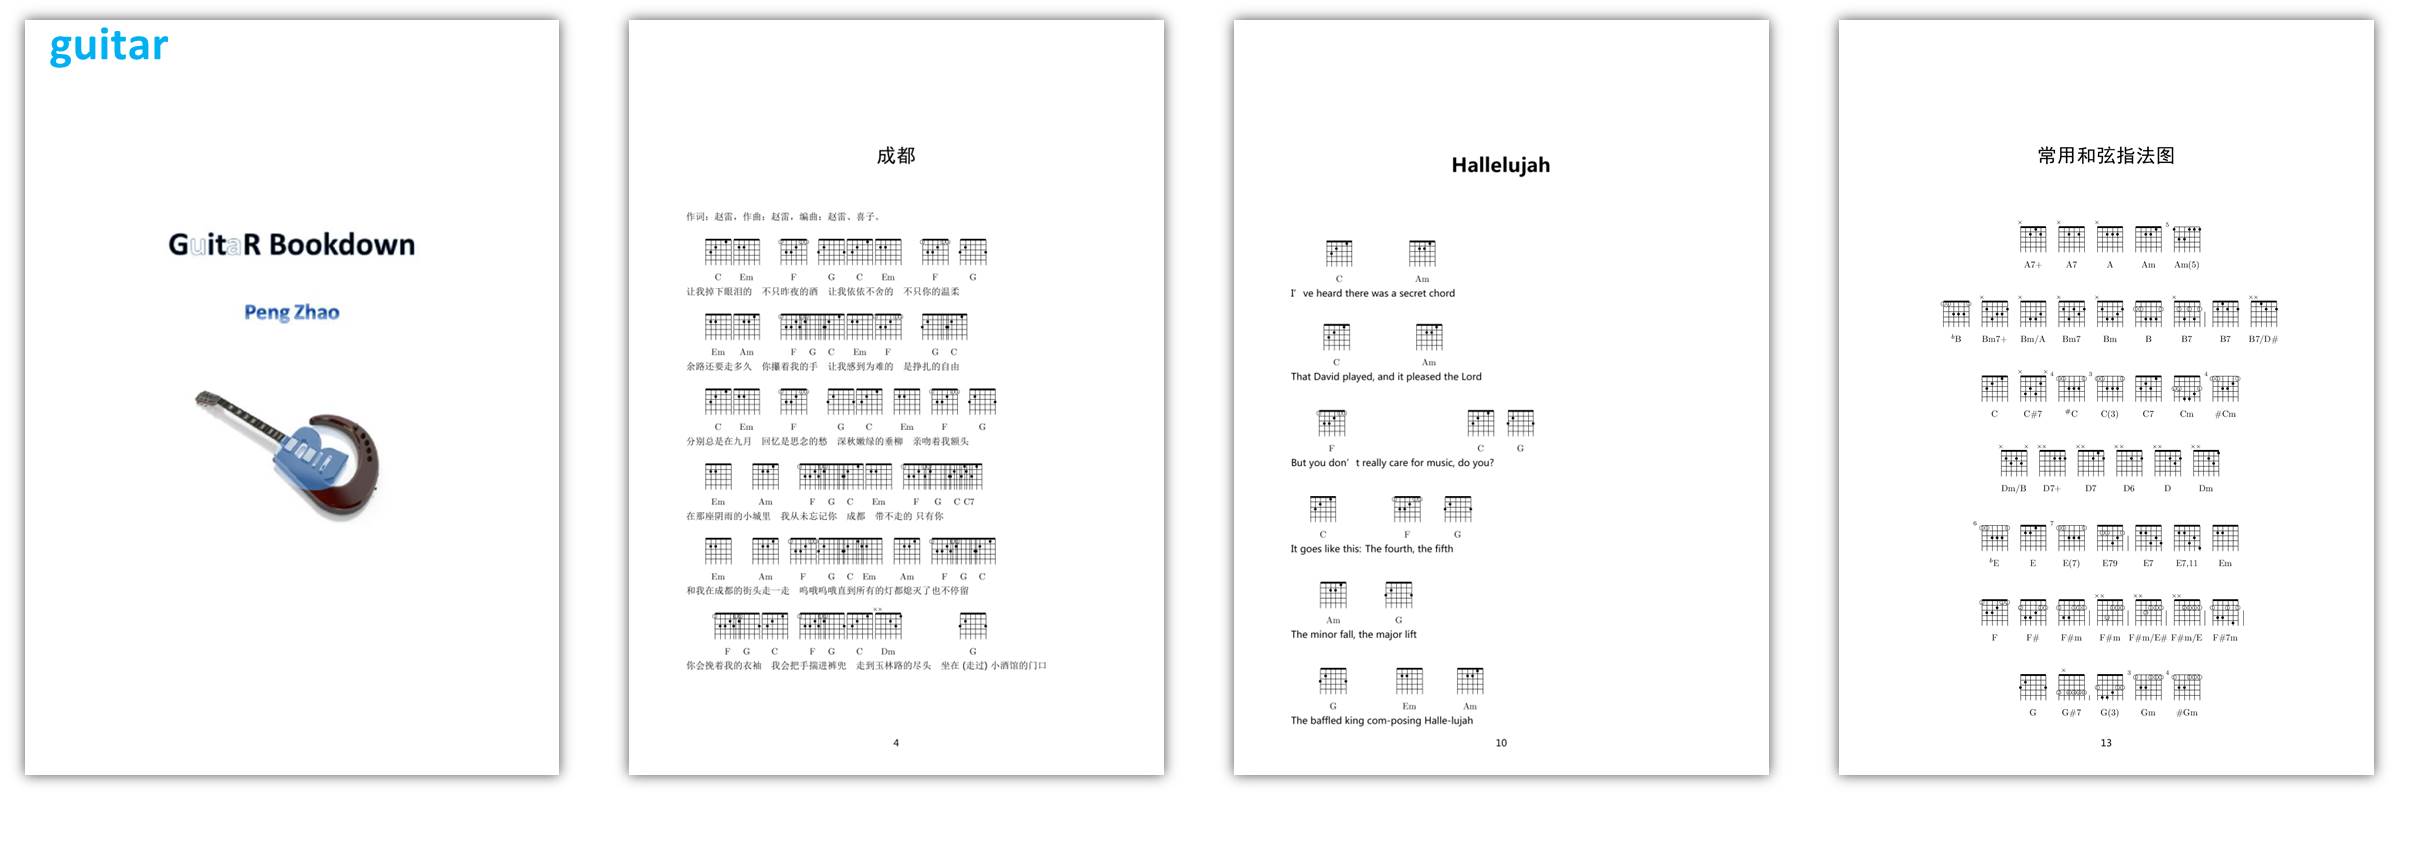 guitar
GuitaR Bookdown
Peng Zhao
成都
作词：赵雷，作曲：赵雷，编曲：赵雷、喜子。
C Em F G C Em F G
让我掉下眼泪的 不只昨夜的酒 让我依依不舍的 不只你的温柔
Em Am F G C Em F G C
余路还要走多久 你攥着我的手 让我感到为难的 是挣扎的自由
C Em F G C Em F G
分别总是在九月 回忆是思念的愁 深秋嫩绿的垂柳 亲吻着我额头
Em Am F G C Em F G C C7
在那座阴雨的小城里 我从未忘记你 成都 带不走的 只有你
Em Am F G C Em Am F G C
和我在成都的街头走一走 呜哦呜哦直到所有的灯都熄灭了也不停留
F G C F G C Dm G
你会挽着我的衣袖 我会把手揣进裤兜 走到玉林路的尽头 坐在 (走过) 小酒馆的门口
4
Hallelujah
C Am
I’ve heard there was a secret chord
C Am
That David played, and it pleased the Lord
F C G
But you don’t really care for music, do you?
C F G
It goes like this: The fourth, the fifth
Am G
The minor fall, the major lift
G Em Am
The baffled king com-posing Halle-lujah
10
常用和弦指法图
A7+ A7 A Am Am(5)
5
bB Bm7+ Bm/A Bm7 Bm B B7 B7 B7/D#
4 3 4
C C#7 #C C(3) C7 Cm #Cm
Dm/B D7+ D7 D6 D Dm
6 7
bE E E(7) E79 E7 E7,11 Em
F F# F#m F#m F#m/E# F#m/E F#7m
3 4
G G#7 G(3) Gm #Gm
13